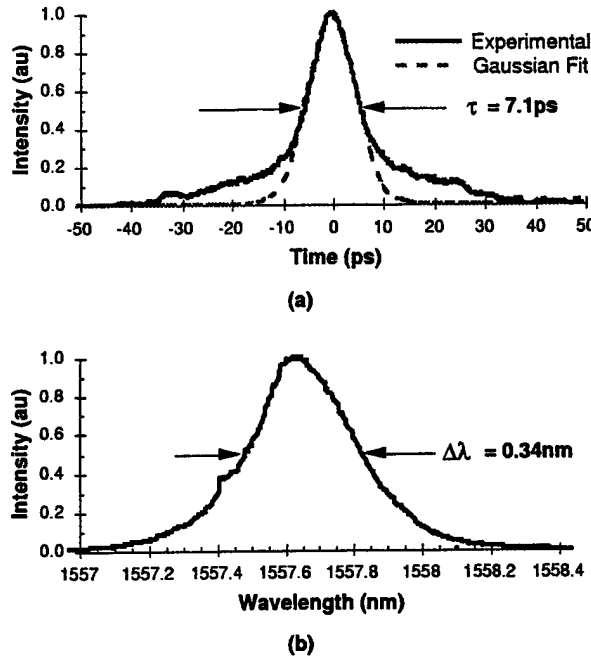 Intensity (au)
1.0
0.8
0.6
0.4
0.2
0.0
Experimental
Gaussian Fit
τ = 7.1ps
-50 -40 -30 -20 -10 0 10 20 30 40 50
Time (ps)
(a)
Intensity (au)
1.0
0.8
0.6
0.4
0.2
0.0
Δλ = 0.34nm
1557 1557.2 1557.4 1557.6 1557.8 1558 1558.2 1558.4
Wavelength (nm)
(b)